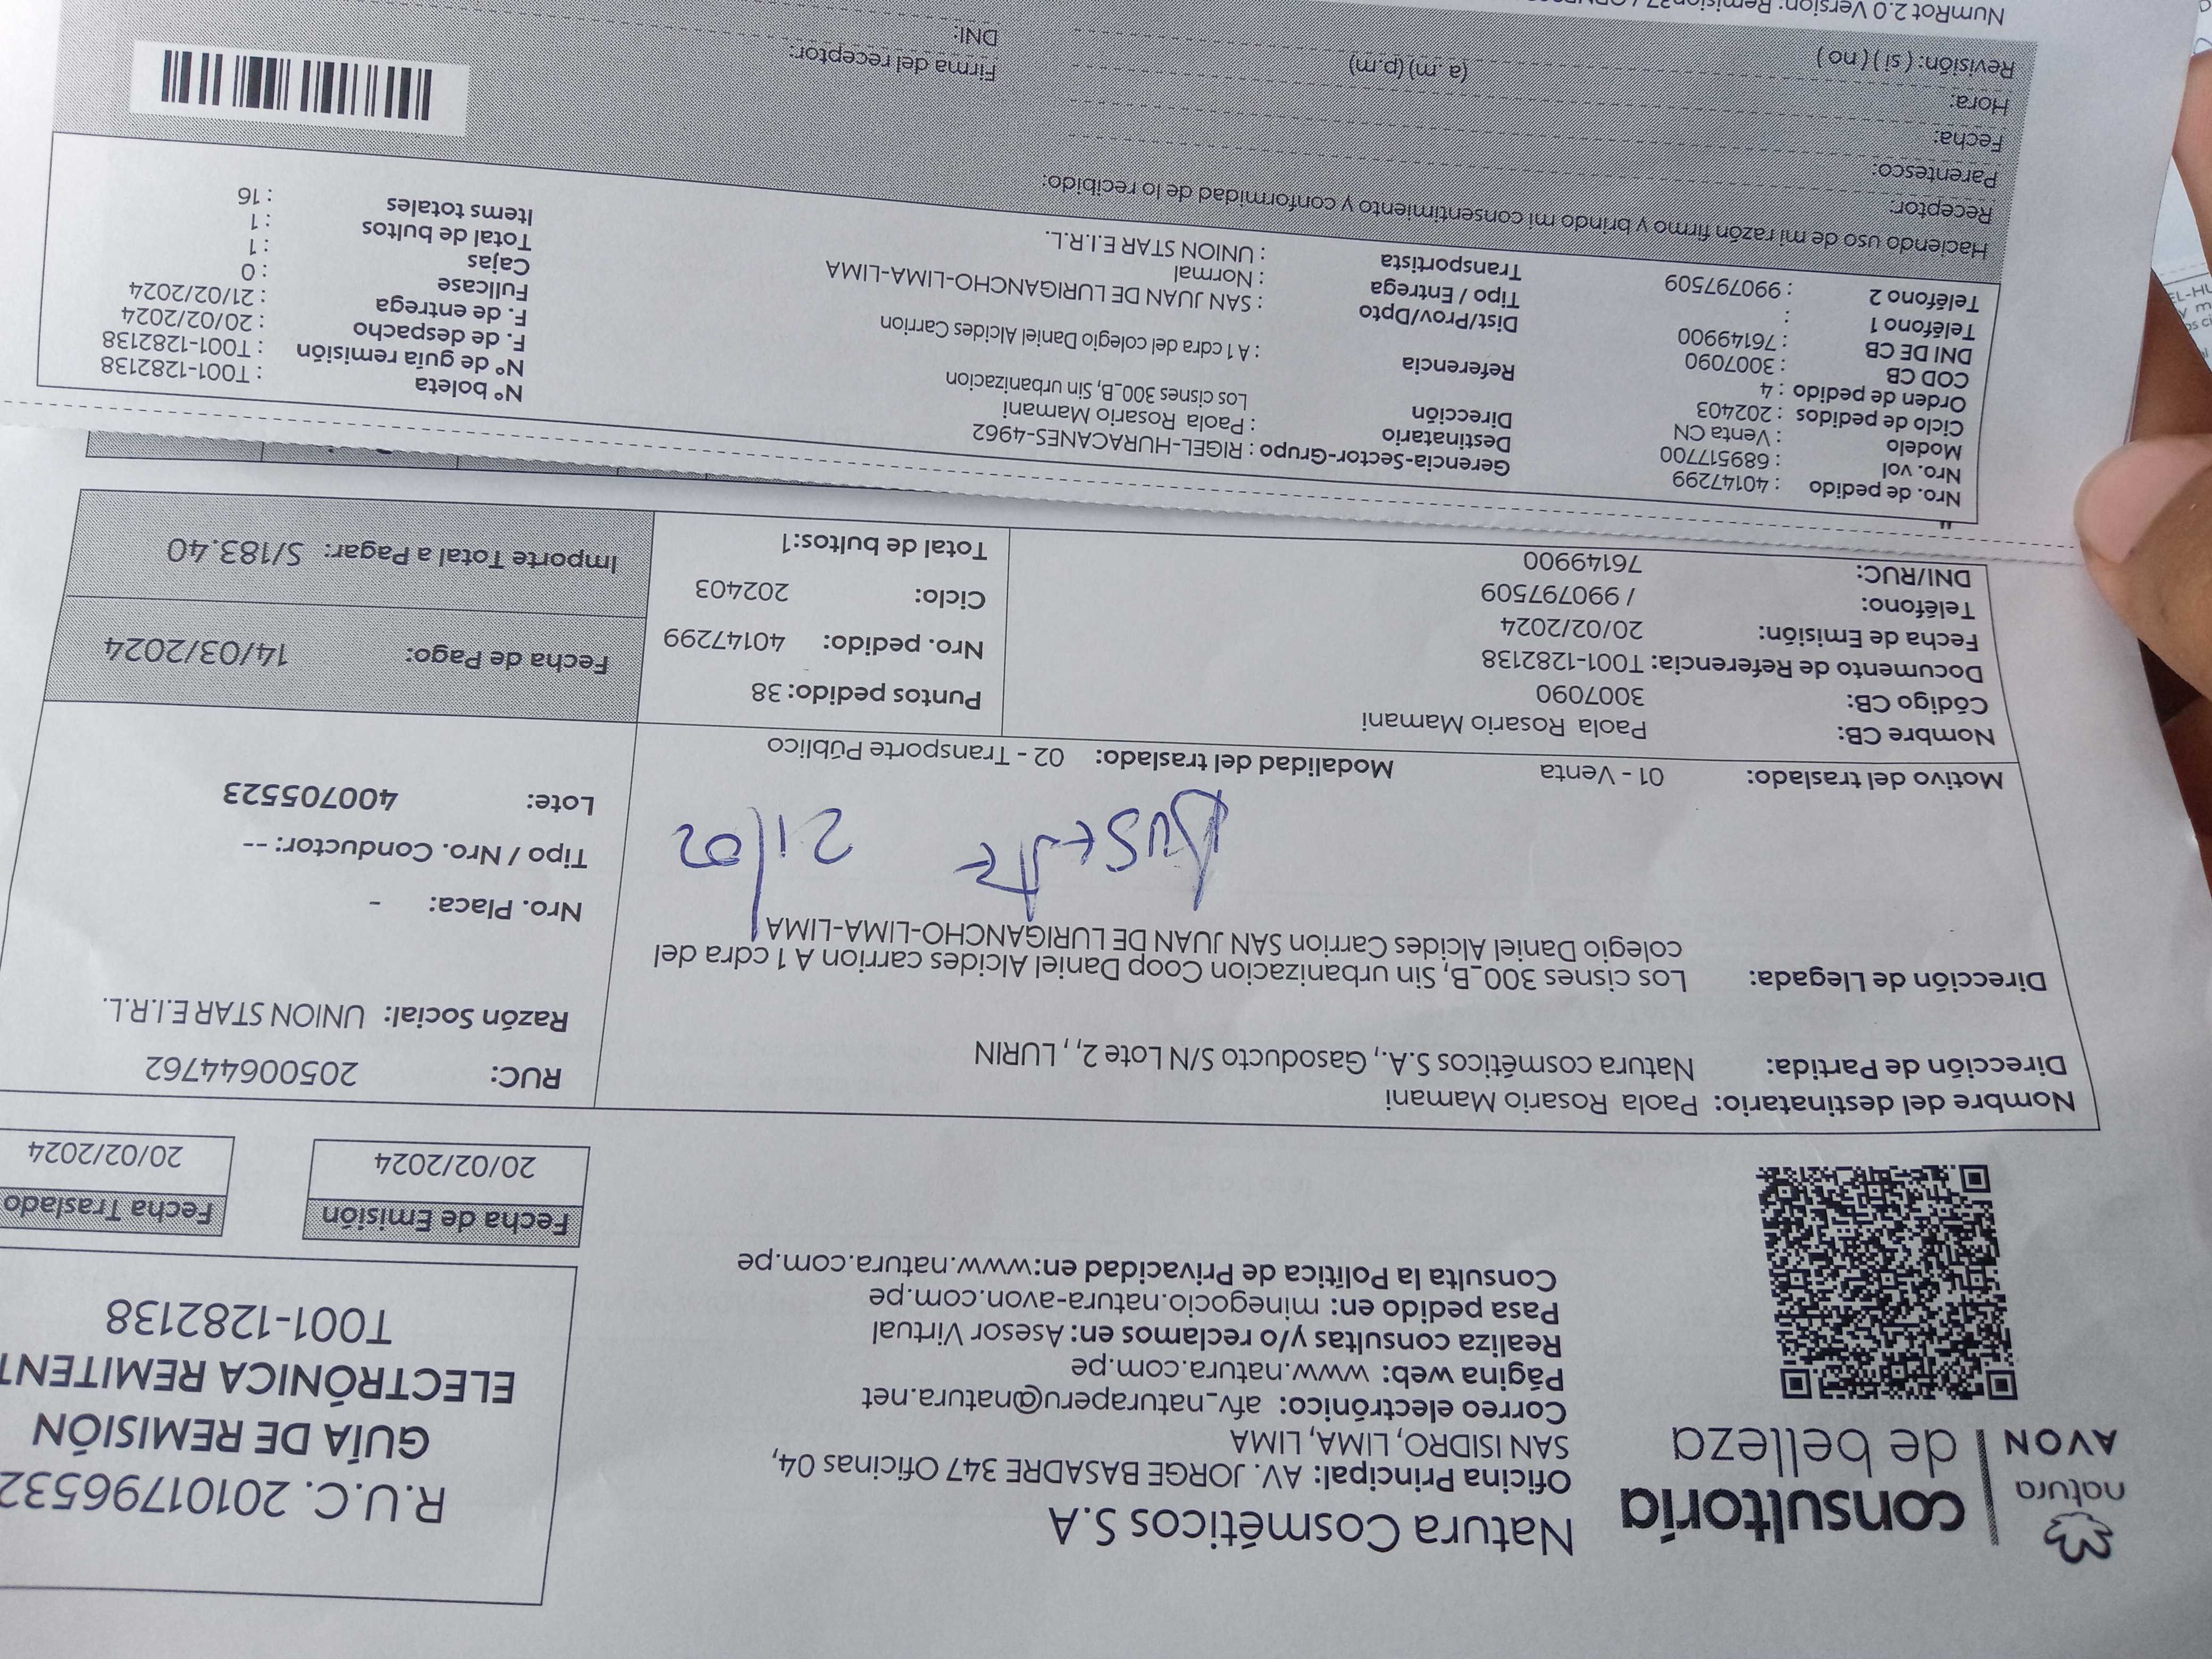 natura
AVON
consultoría
de belleza
Natura Cosméticos S.A
Oficina Principal: AV. JORGE BASADRE 347 Oficinas 04,
SAN ISIDRO, LIMA, LIMA
Correo electrónico: afv_naturaperu@natura.net
Página web: www.natura.com.pe
Realiza consultas y/o reclamos en: Asesor Virtual
Pasa pedido en: minegocio.natura-avon.com.pe
Consulta la Política de Privacidad en:www.natura.com.pe
R.U.C. 20101796532
GUÍA DE REMISIÓN
ELECTRÓNICA REMITENT
T001-1282138
Fecha de Emisión
20/02/2024
Fecha Traslado
20/02/2024
Nombre del destinatario: Paola Rosario Mamani
Dirección de Partida: Natura cosméticos S.A., Gasoducto S/N Lote 2, , LURIN
Dirección de Llegada: Los cisnes 300_B, Sin urbanizacion Coop Daniel Alcides carrion A 1 cdra del
colegio Daniel Alcides Carrion SAN JUAN DE LURIGANCHO-LIMA-LIMA
RUC: 20500644762
Razón Social: UNION STAR E.I.R.L.
Nro. Placa: -
Tipo / Nro. Conductor: --
Lote: 400705523
Ausente 21/02
Motivo del traslado: 01 - Venta Modalidad del traslado: 02 - Transporte Público
Nombre CB: Paola Rosario Mamani
Código CB: 3007090
Documento de Referencia: T001-1282138
Fecha de Emisión: 20/02/2024
Teléfono: / 990797509
DNI/RUC: 76149900
Puntos pedido: 38
Nro. pedido: 40147299
Ciclo: 202403
Total de bultos:1
Fecha de Pago: 14/03/2024
Importe Total a Pagar: S/183.40
Nro. de pedido : 40147299
Nro. vol : 689517700
Modelo : Venta CN
Ciclo de pedidos : 202403
Orden de pedido : 4
COD CB : 3007090
DNI DE CB : 76149900
Teléfono 1 :
Teléfono 2 : 990797509
Gerencia-Sector-Grupo : RIGEL-HURACANES-4962
Destinatario : Paola Rosario Mamani
Dirección Los cisnes 300_B, Sin urbanizacion
Referencia : A 1 cdra del colegio Daniel Alcides Carrion
Dist/Prov/Dpto : SAN JUAN DE LURIGANCHO-LIMA-LIMA
Tipo / Entrega : Normal
Transportista : UNION STAR E.I.R.L.
N° boleta : T001-1282138
N° de guía remisión : T001-1282138
F. de despacho : 20/02/2024
F. de entrega : 21/02/2024
Fullcase : 0
Cajas : 1
Total de bultos : 1
Items totales : 16
Haciendo uso de mi razón firmo y brindo mi consentimiento y conformidad de lo recibido:
Receptor:
Parentesco:
Fecha:
Hora: (a. m) (p.m)
Revisión: ( si ) ( no )
Firma del receptor:
DNI: